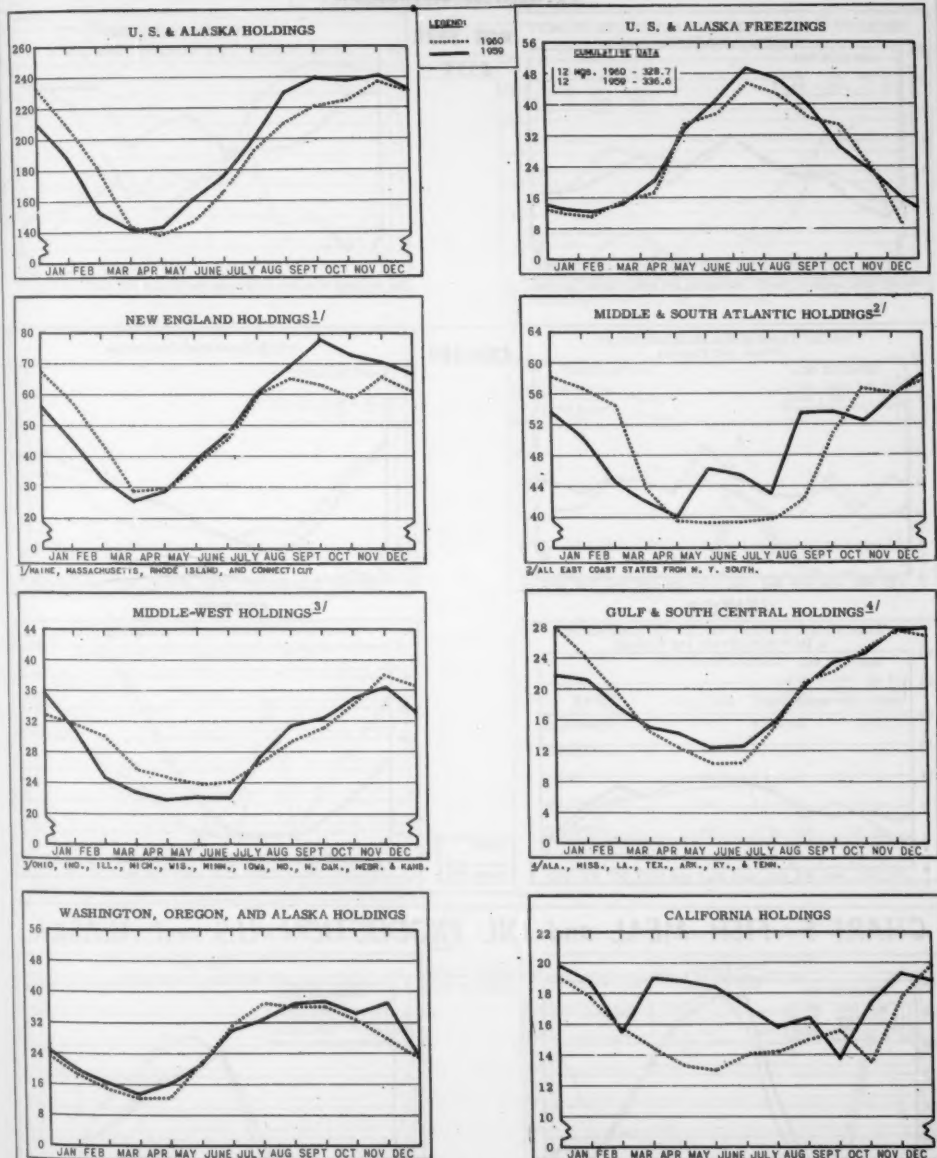 U. S. & ALASKA HOLDINGS
LEGEND:
1960
1959
U. S. & ALASKA FREEZINGS
CUMULATIVE DATA
12 MOS. 1960 - 328.7
12 1959 - 336.6
260
240
220
200
180
160
140
0
JAN FEB MAR APR MAY JUNE JULY AUG SEPT OCT NOV DEC
56
48
40
32
24
16
8
0
JAN FEB MAR APR MAY JUNE JULY AUG SEPT OCT NOV DEC
NEW ENGLAND HOLDINGS 1/
80
70
60
50
40
30
20
0
JAN FEB MAR APR MAY JUNE JULY AUG SEPT OCT NOV DEC
1/MAINE, MASSACHUSETTS, RHODE ISLAND, AND CONNECTICUT
MIDDLE & SOUTH ATLANTIC HOLDINGS 2/
64
60
56
52
48
44
40
0
JAN FEB MAR APR MAY JUNE JULY AUG SEPT OCT NOV DEC
2/ALL EAST COAST STATES FROM N. Y. SOUTH.
MIDDLE-WEST HOLDINGS 3/
44
40
36
32
28
24
20
0
JAN FEB MAR APR MAY JUNE JULY AUG SEPT OCT NOV DEC
3/OHIO, IND., ILL., MICH., WIS., MINN., IOWA, MO., N. DAK., NEBR. & KANS.
GULF & SOUTH CENTRAL HOLDINGS 4/
28
24
20
16
12
8
4
0
JAN FEB MAR APR MAY JUNE JULY AUG SEPT OCT NOV DEC
4/ALA., MISS., LA., TEX., ARK., KY., & TENN.
WASHINGTON, OREGON, AND ALASKA HOLDINGS
56
48
40
32
24
16
8
0
JAN FEB MAR APR MAY JUNE JULY AUG SEPT OCT NOV DEC
CALIFORNIA HOLDINGS
22
20
18
16
14
12
10
0
JAN FEB MAR APR MAY JUNE JULY AUG SEPT OCT NOV DEC